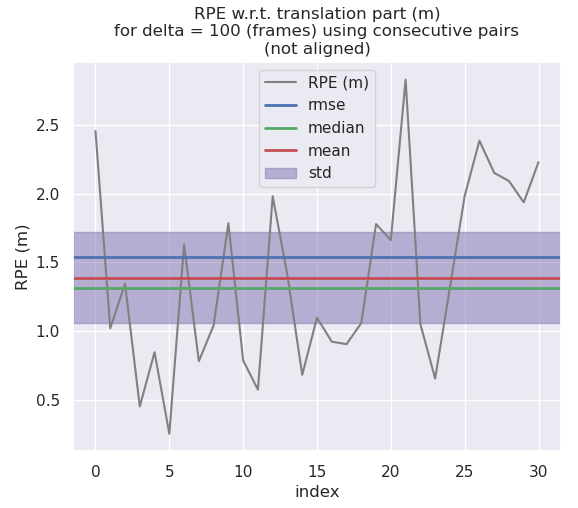 RPE w.r.t. translation part (m)
for delta = 100 (frames) using consecutive pairs
(not aligned)
RPE (m)
rmse
median
mean
std
RPE (m)
2.5
2.0
1.5
1.0
0.5
0 5 10 15 20 25 30
index